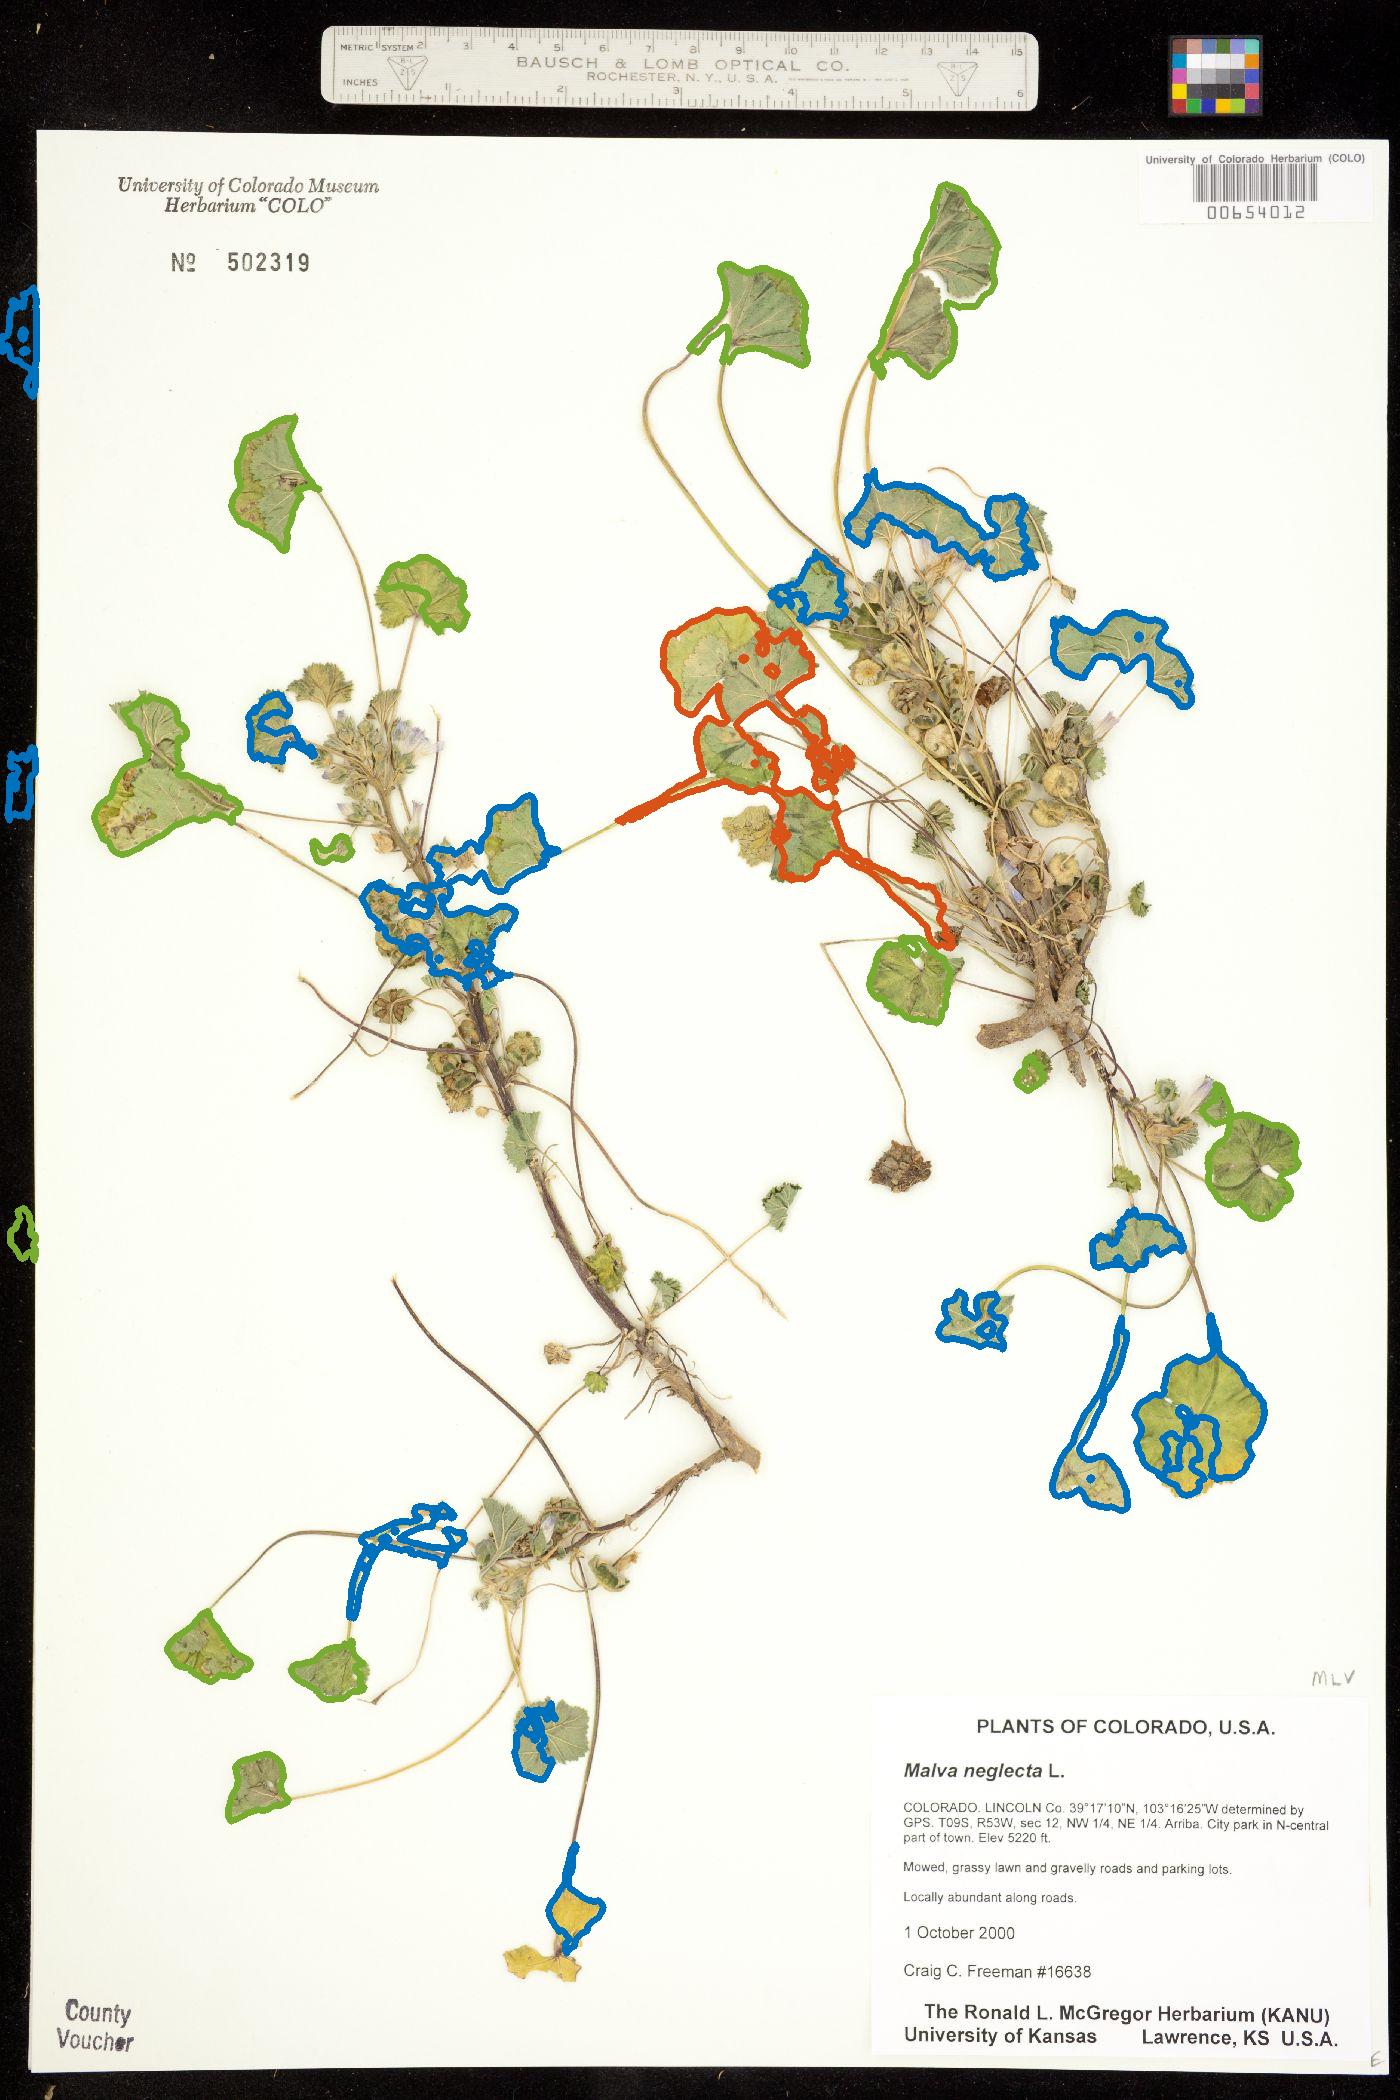 METRIC SYSTEM 2 3 4 5 6 7 8 9 10 11 12 13 14 15
BAUSCH & LOMB OPTICAL CO.
ROCHESTER, N. Y., U. S. A.
INCHES 1 2 3 4 5 6
University of Colorado Herbarium (COLO)
00654012
University of Colorado Museum
Herbarium "COLO"
Nº 502319
MLV
PLANTS OF COLORADO, U.S.A.
Malva neglecta L.
COLORADO. LINCOLN Co. 39°17'10"N, 103°16'25"W determined by
GPS. T09S, R53W, sec 12, NW 1/4, NE 1/4. Arriba. City park in N-central
part of town. Elev 5220 ft.
Mowed, grassy lawn and gravelly roads and parking lots.
Locally abundant along roads.
1 October 2000
Craig C. Freeman #16638
The Ronald L. McGregor Herbarium (KANU)
University of Kansas Lawrence, KS U.S.A.
County
Voucher
E